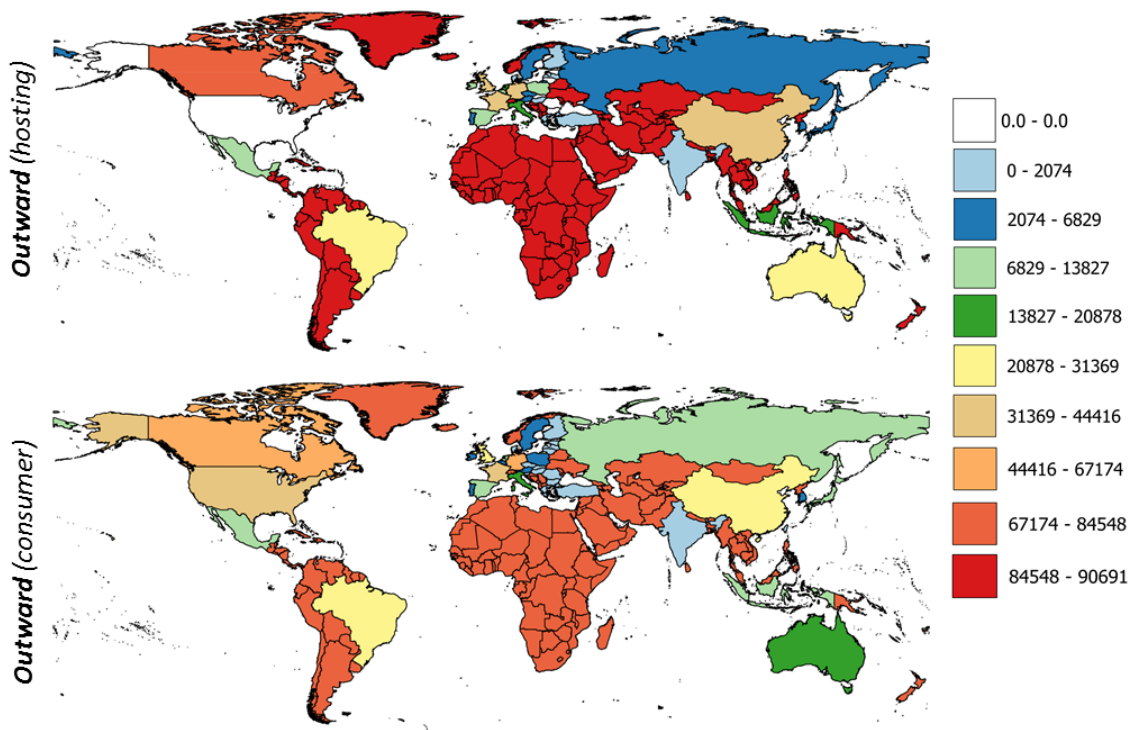 Outward (hosting)
0.0 - 0.0
0 - 2074
2074 - 6829
6829 - 13827
13827 - 20878
20878 - 31369
31369 - 44416
44416 - 67174
67174 - 84548
84548 - 90691
Outward (consumer)